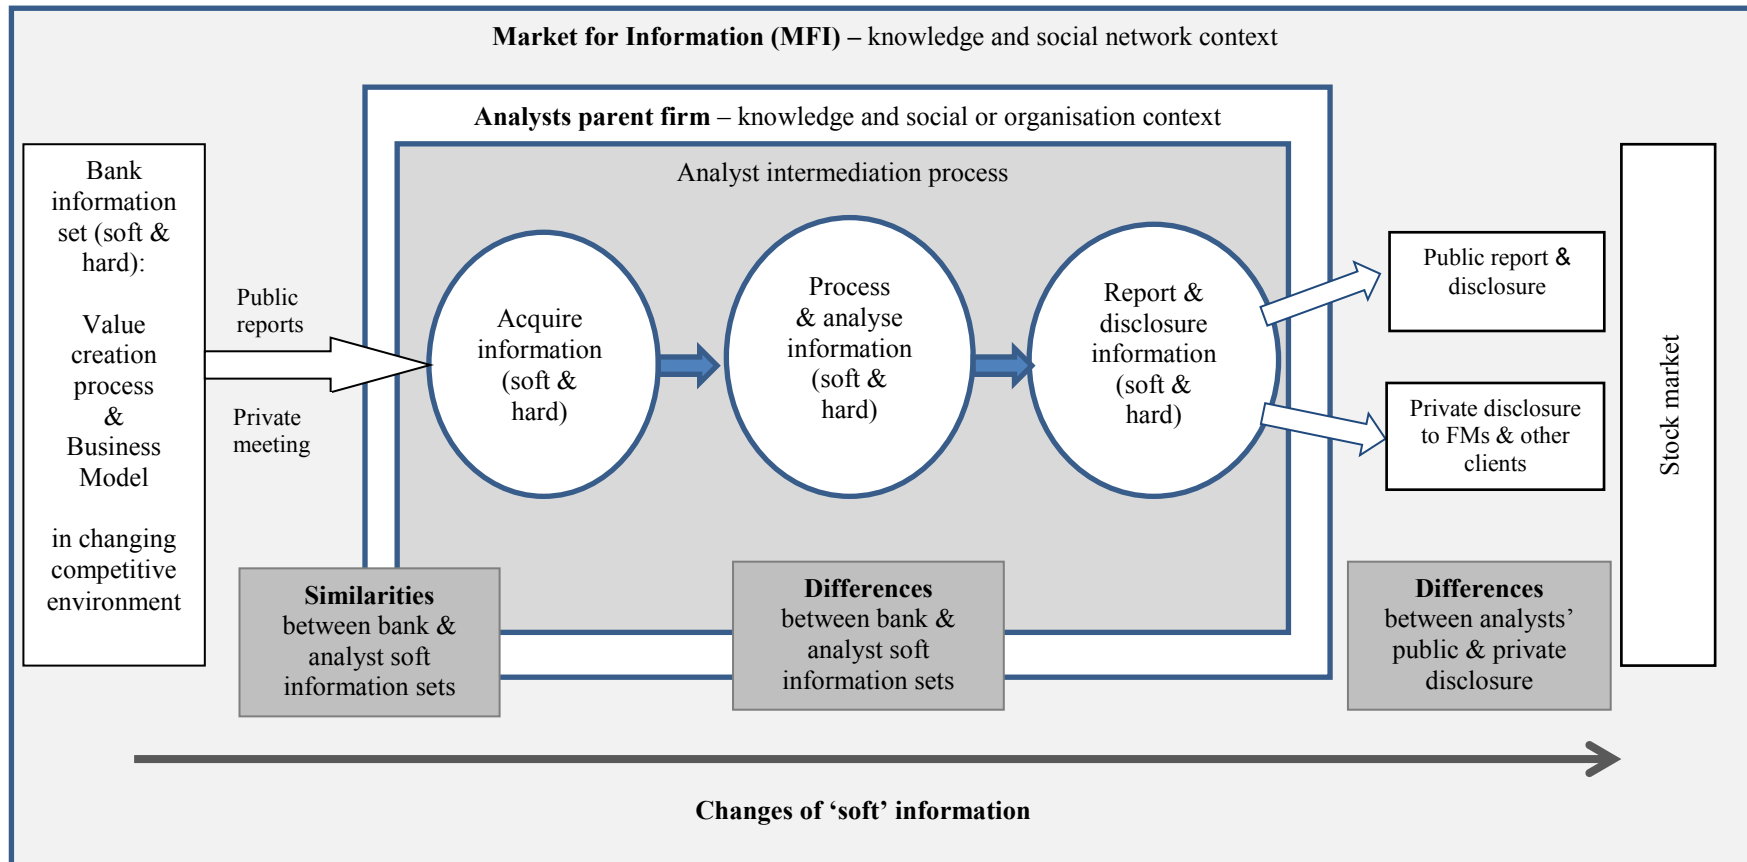 Market for Information (MFI) – knowledge and social network context
Analysts parent firm – knowledge and social or organisation context
Analyst intermediation process
Bank
information
set (soft &
hard):
Value
creation
process
&
Business
Model
in changing
competitive
environment
Public
reports
Private
meeting
Acquire
information
(soft &
hard)
Process
& analyse
information
(soft &
hard)
Report &
disclosure
information
(soft &
hard)
Public report &
disclosure
Private disclosure
to FMs & other
clients
Stock market
Similarities
between bank &
analyst soft
information sets
Differences
between bank &
analyst soft
information sets
Differences
between analysts’
public & private
disclosure
Changes of ‘soft’ information